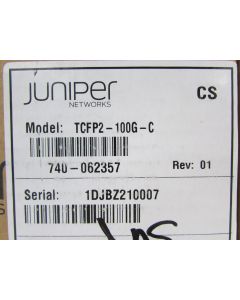 JUNIPER
NETWORKS
CS
Model: TCFP2-100G-C
740-062357 Rev: 01
Serial: 1DJBZ210007